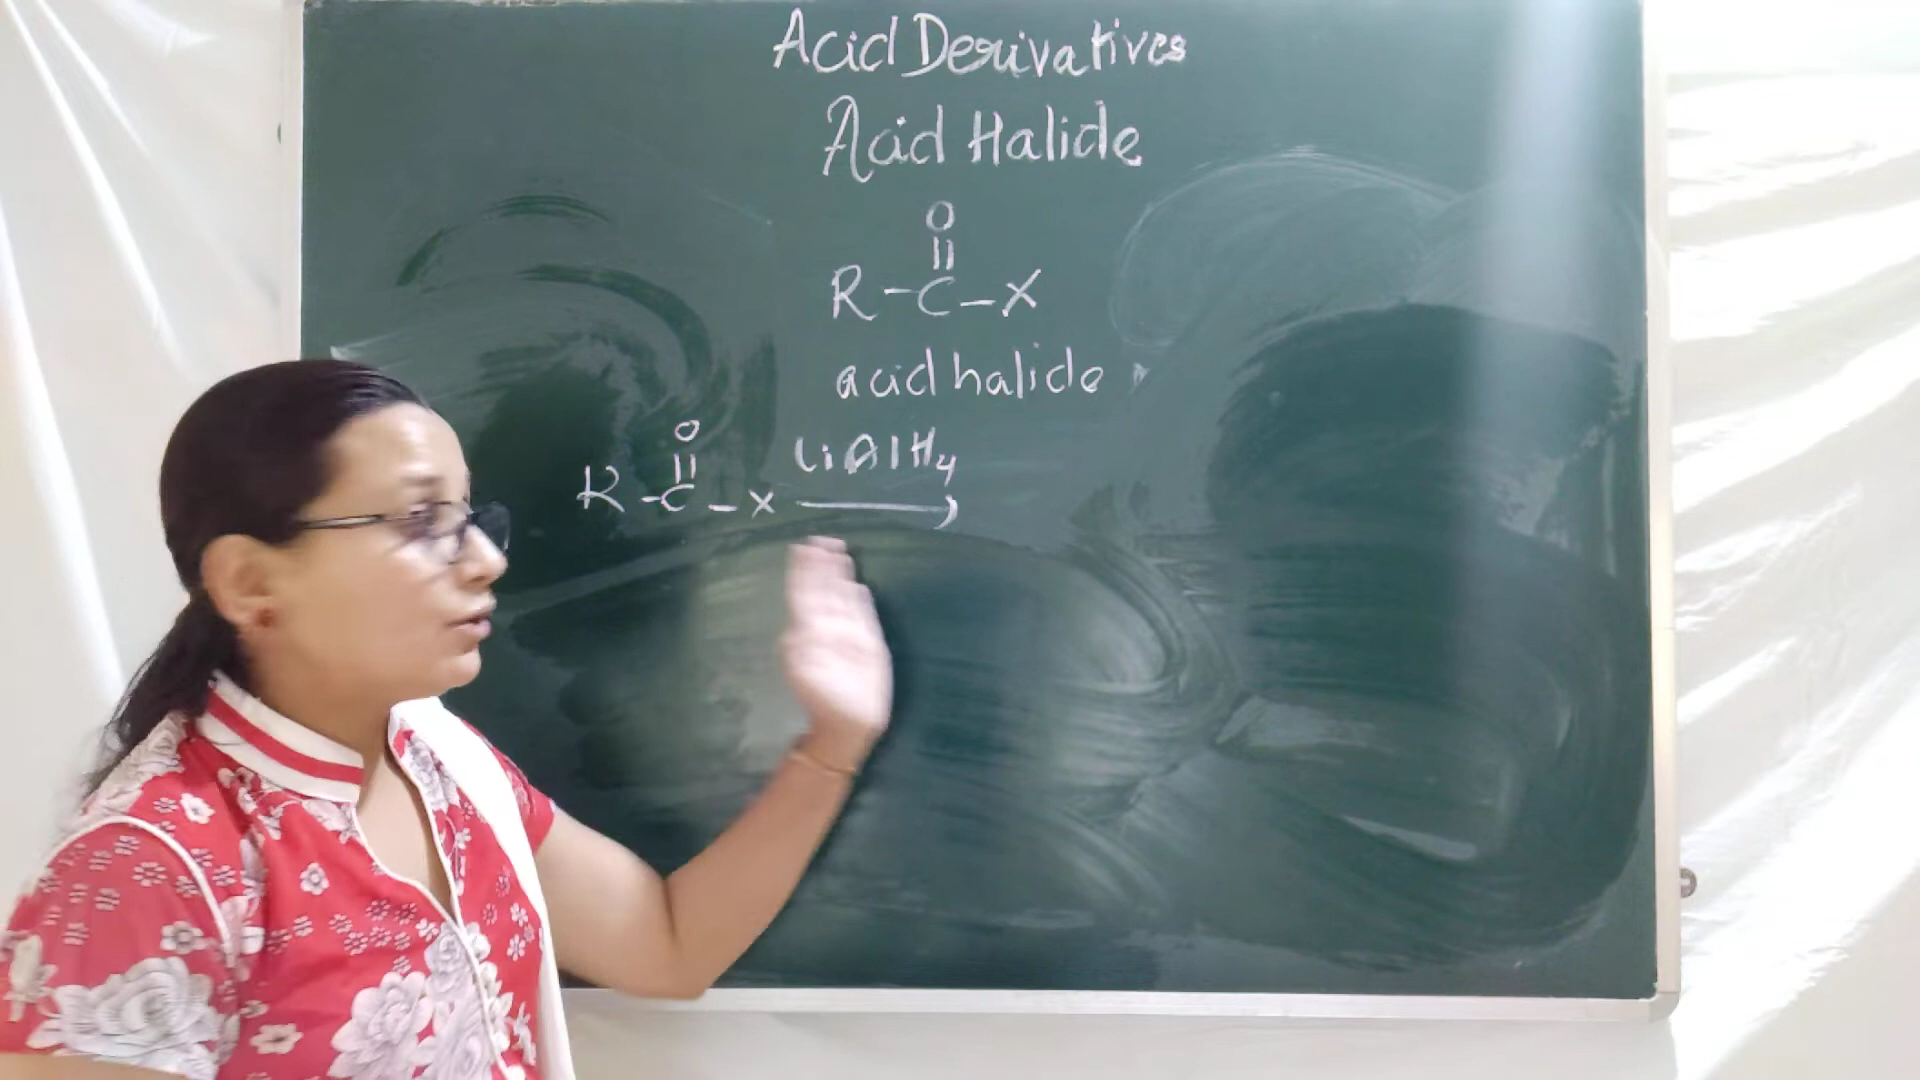 Acid Derivatives
Acid Halide
O
||
R-C-X
acid halide
O
||
R-C-X LiAlH4 →